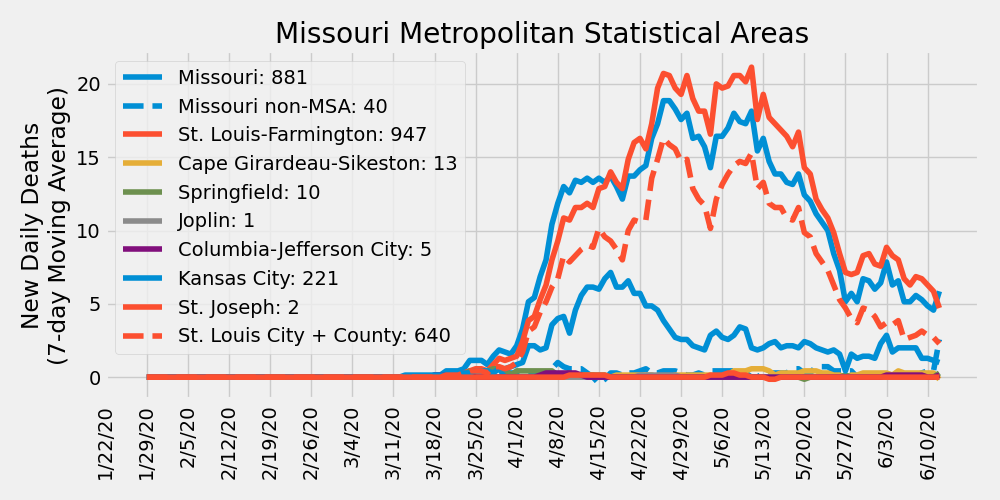 Missouri Metropolitan Statistical Areas
New Daily Deaths
(7-day Moving Average)
20
15
10
5
0
Missouri: 881
Missouri non-MSA: 40
St. Louis-Farmington: 947
Cape Girardeau-Sikeston: 13
Springfield: 10
Joplin: 1
Columbia-Jefferson City: 5
Kansas City: 221
St. Joseph: 2
St. Louis City + County: 640
1/22/20
1/29/20
2/5/20
2/12/20
2/19/20
2/26/20
3/4/20
3/11/20
3/18/20
3/25/20
4/1/20
4/8/20
4/15/20
4/22/20
4/29/20
5/6/20
5/13/20
5/20/20
5/27/20
6/3/20
6/10/20